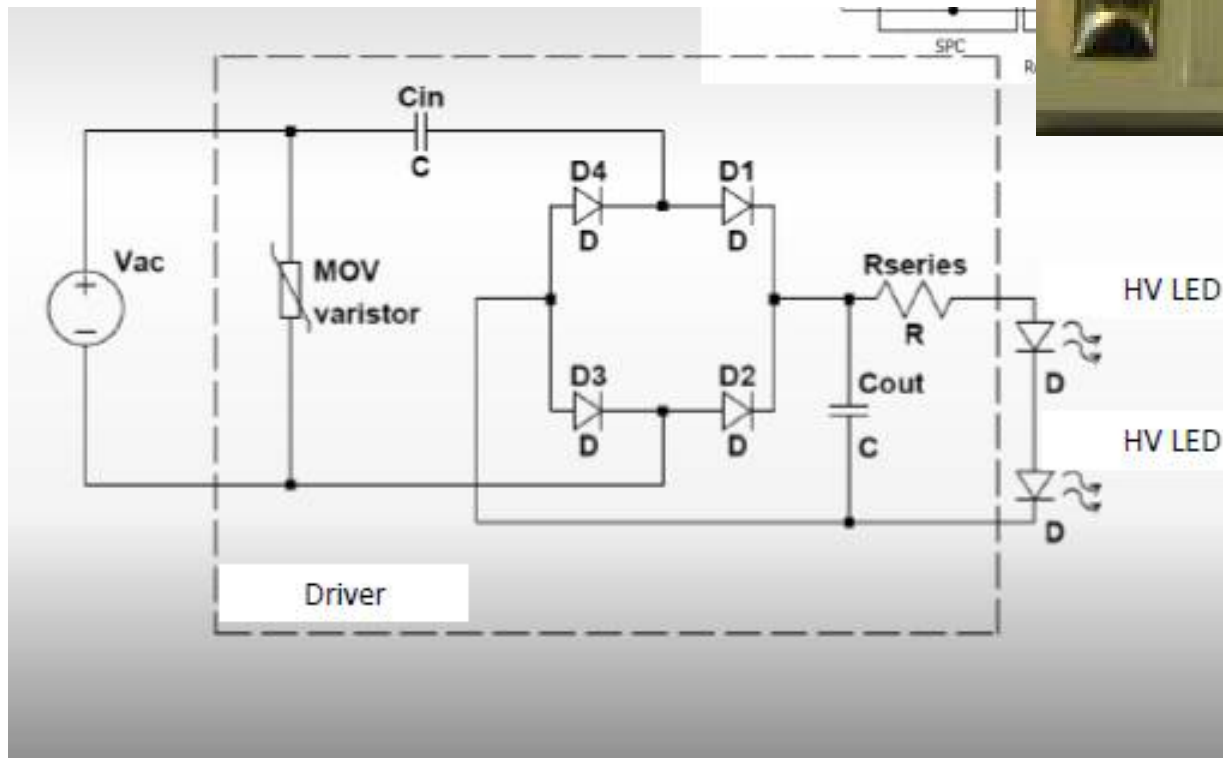 SPC
Cin
C
D4
D1
D
D
Vac
MOV
varistor
Rseries
R
HV LED
D
D3
D2
D
D
Cout
C
HV LED
D
Driver